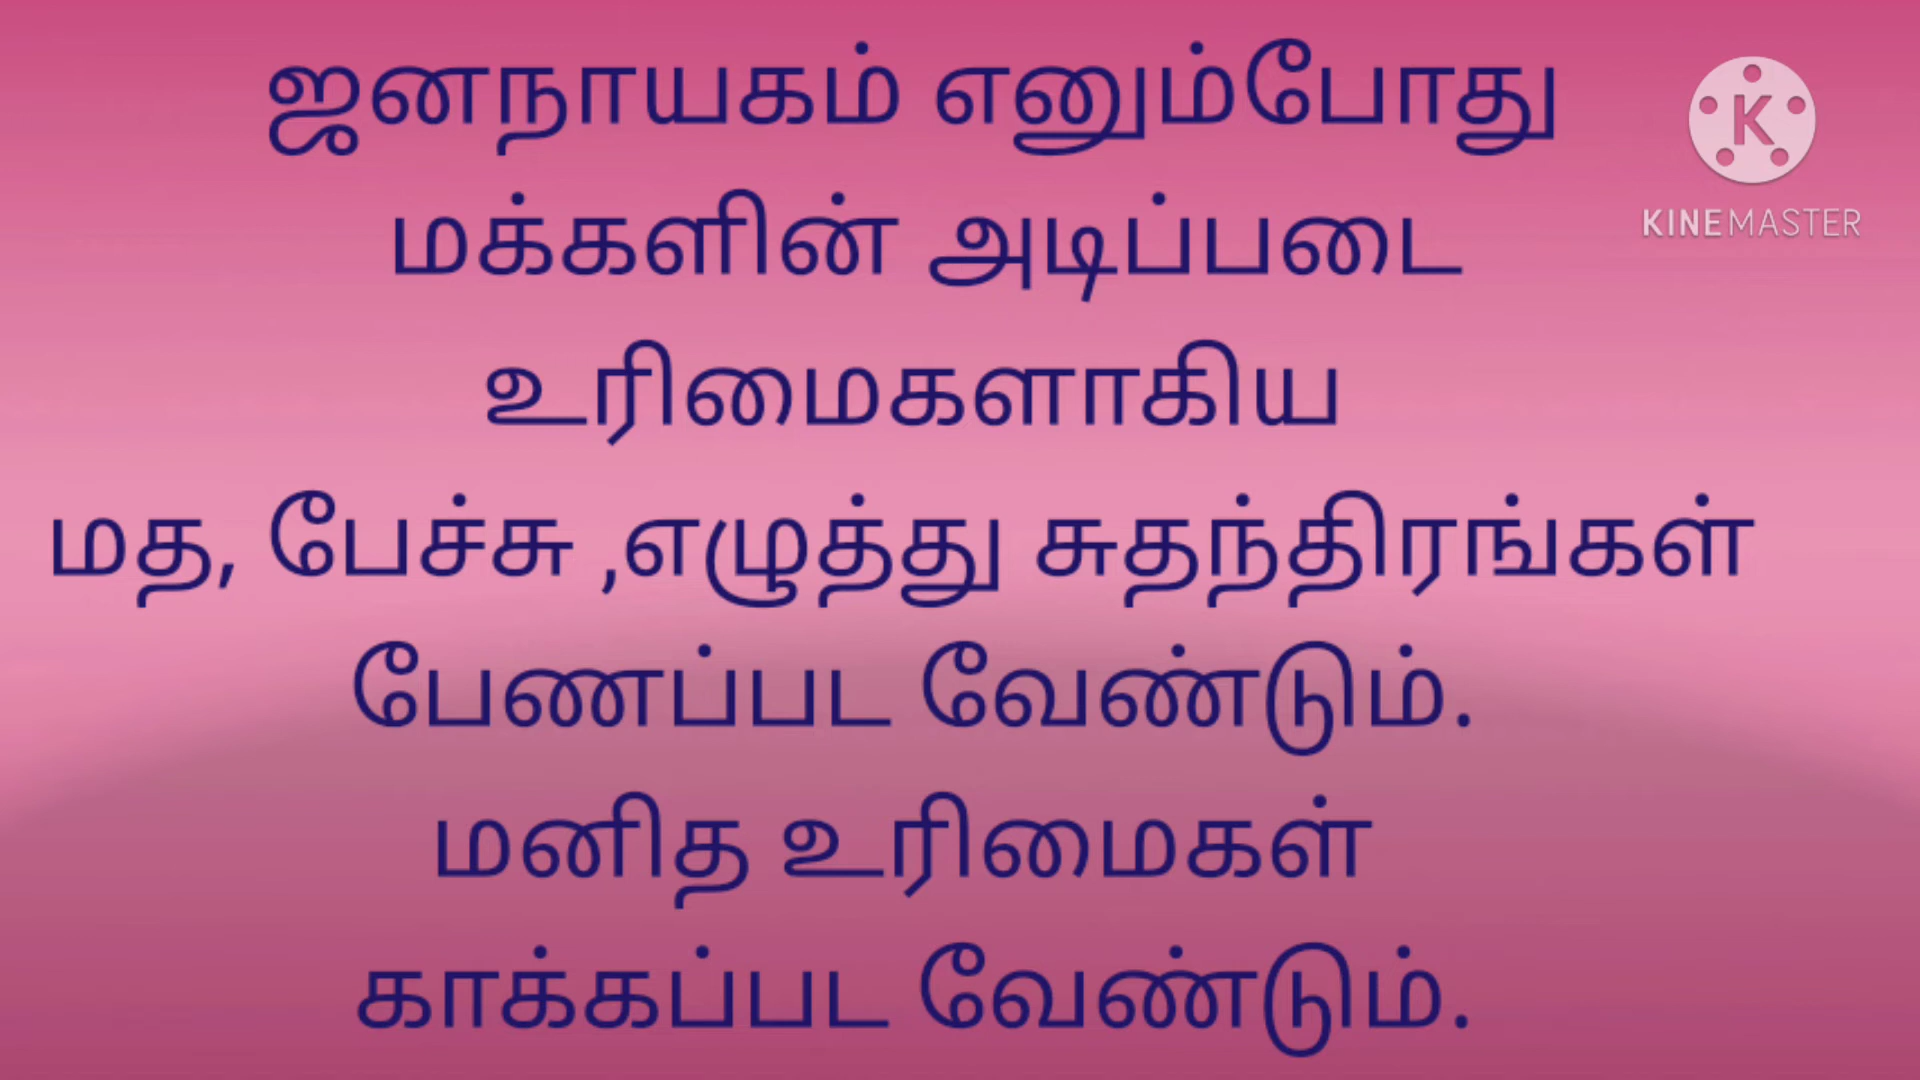 ஜனநாயகம் எனும்போது
மக்களின் அடிப்படை
உரிமைகளாகிய
மத, பேச்சு ,எழுத்து சுதந்திரங்கள்
பேணப்பட வேண்டும்.
மனித உரிமைகள்
காக்கப்பட வேண்டும்.
K
KINEMASTER